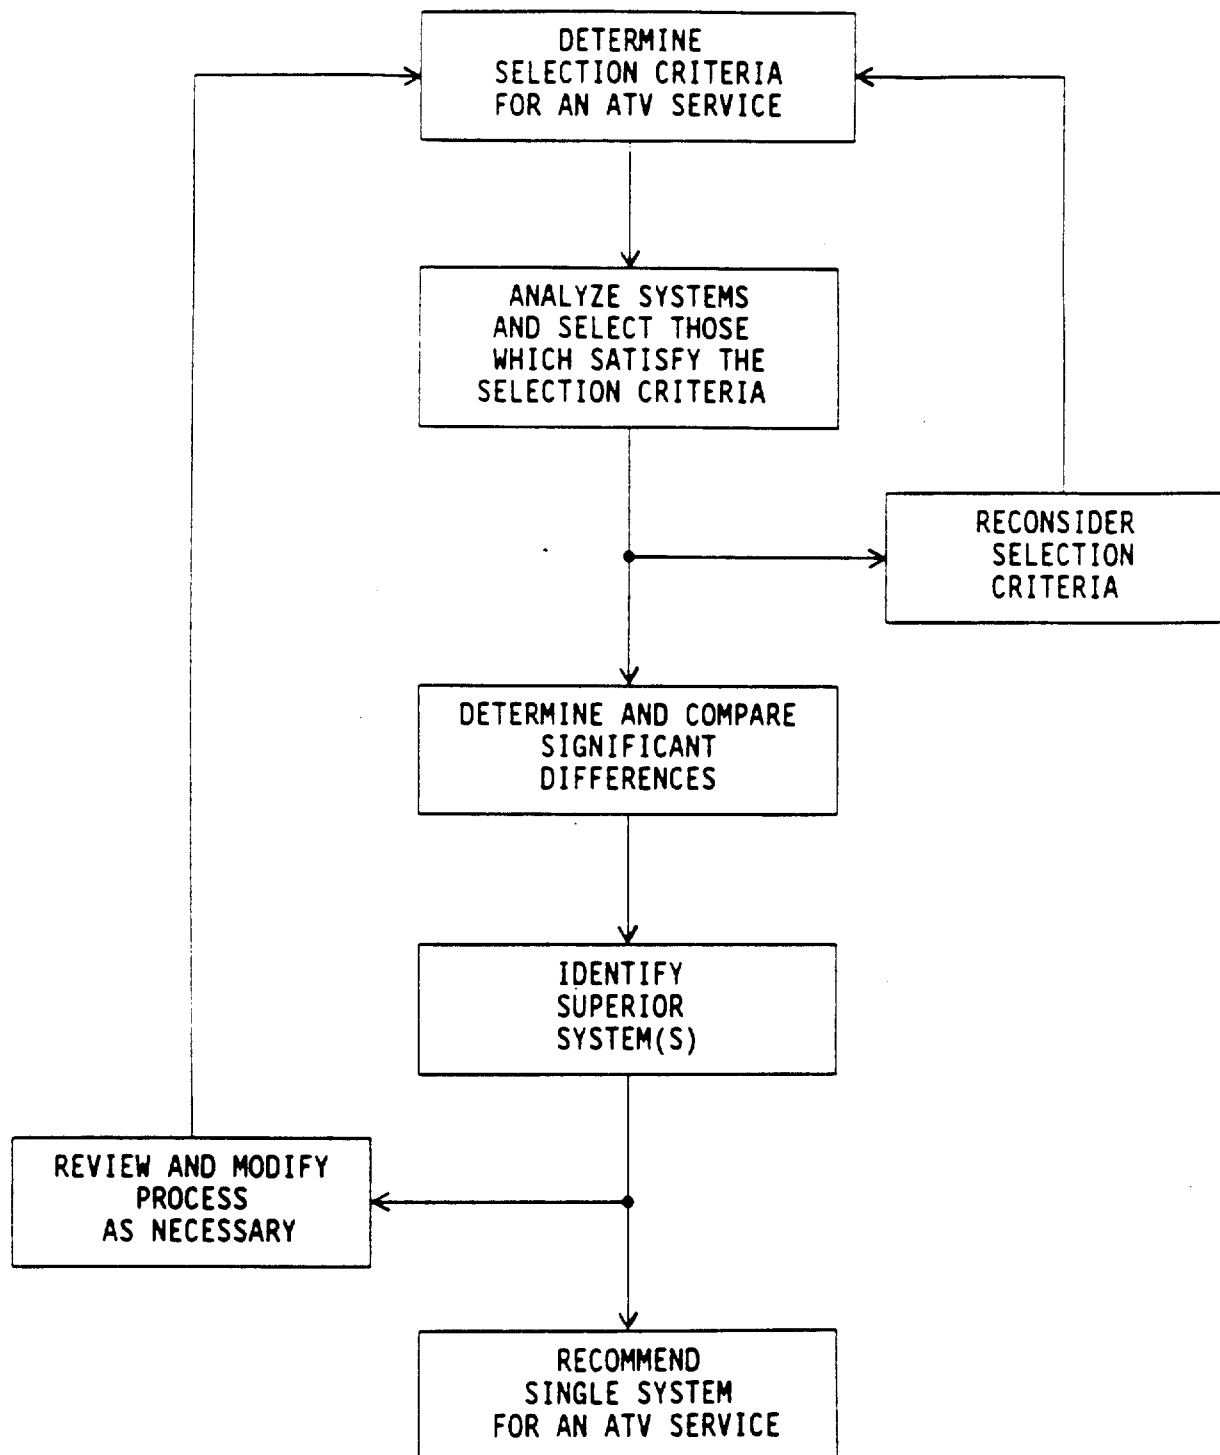 DETERMINE
SELECTION CRITERIA
FOR AN ATV SERVICE
ANALYZE SYSTEMS
AND SELECT THOSE
WHICH SATISFY THE
SELECTION CRITERIA
RECONSIDER
SELECTION
CRITERIA
DETERMINE AND COMPARE
SIGNIFICANT
DIFFERENCES
IDENTIFY
SUPERIOR
SYSTEM(S)
REVIEW AND MODIFY
PROCESS
AS NECESSARY
RECOMMEND
SINGLE SYSTEM
FOR AN ATV SERVICE